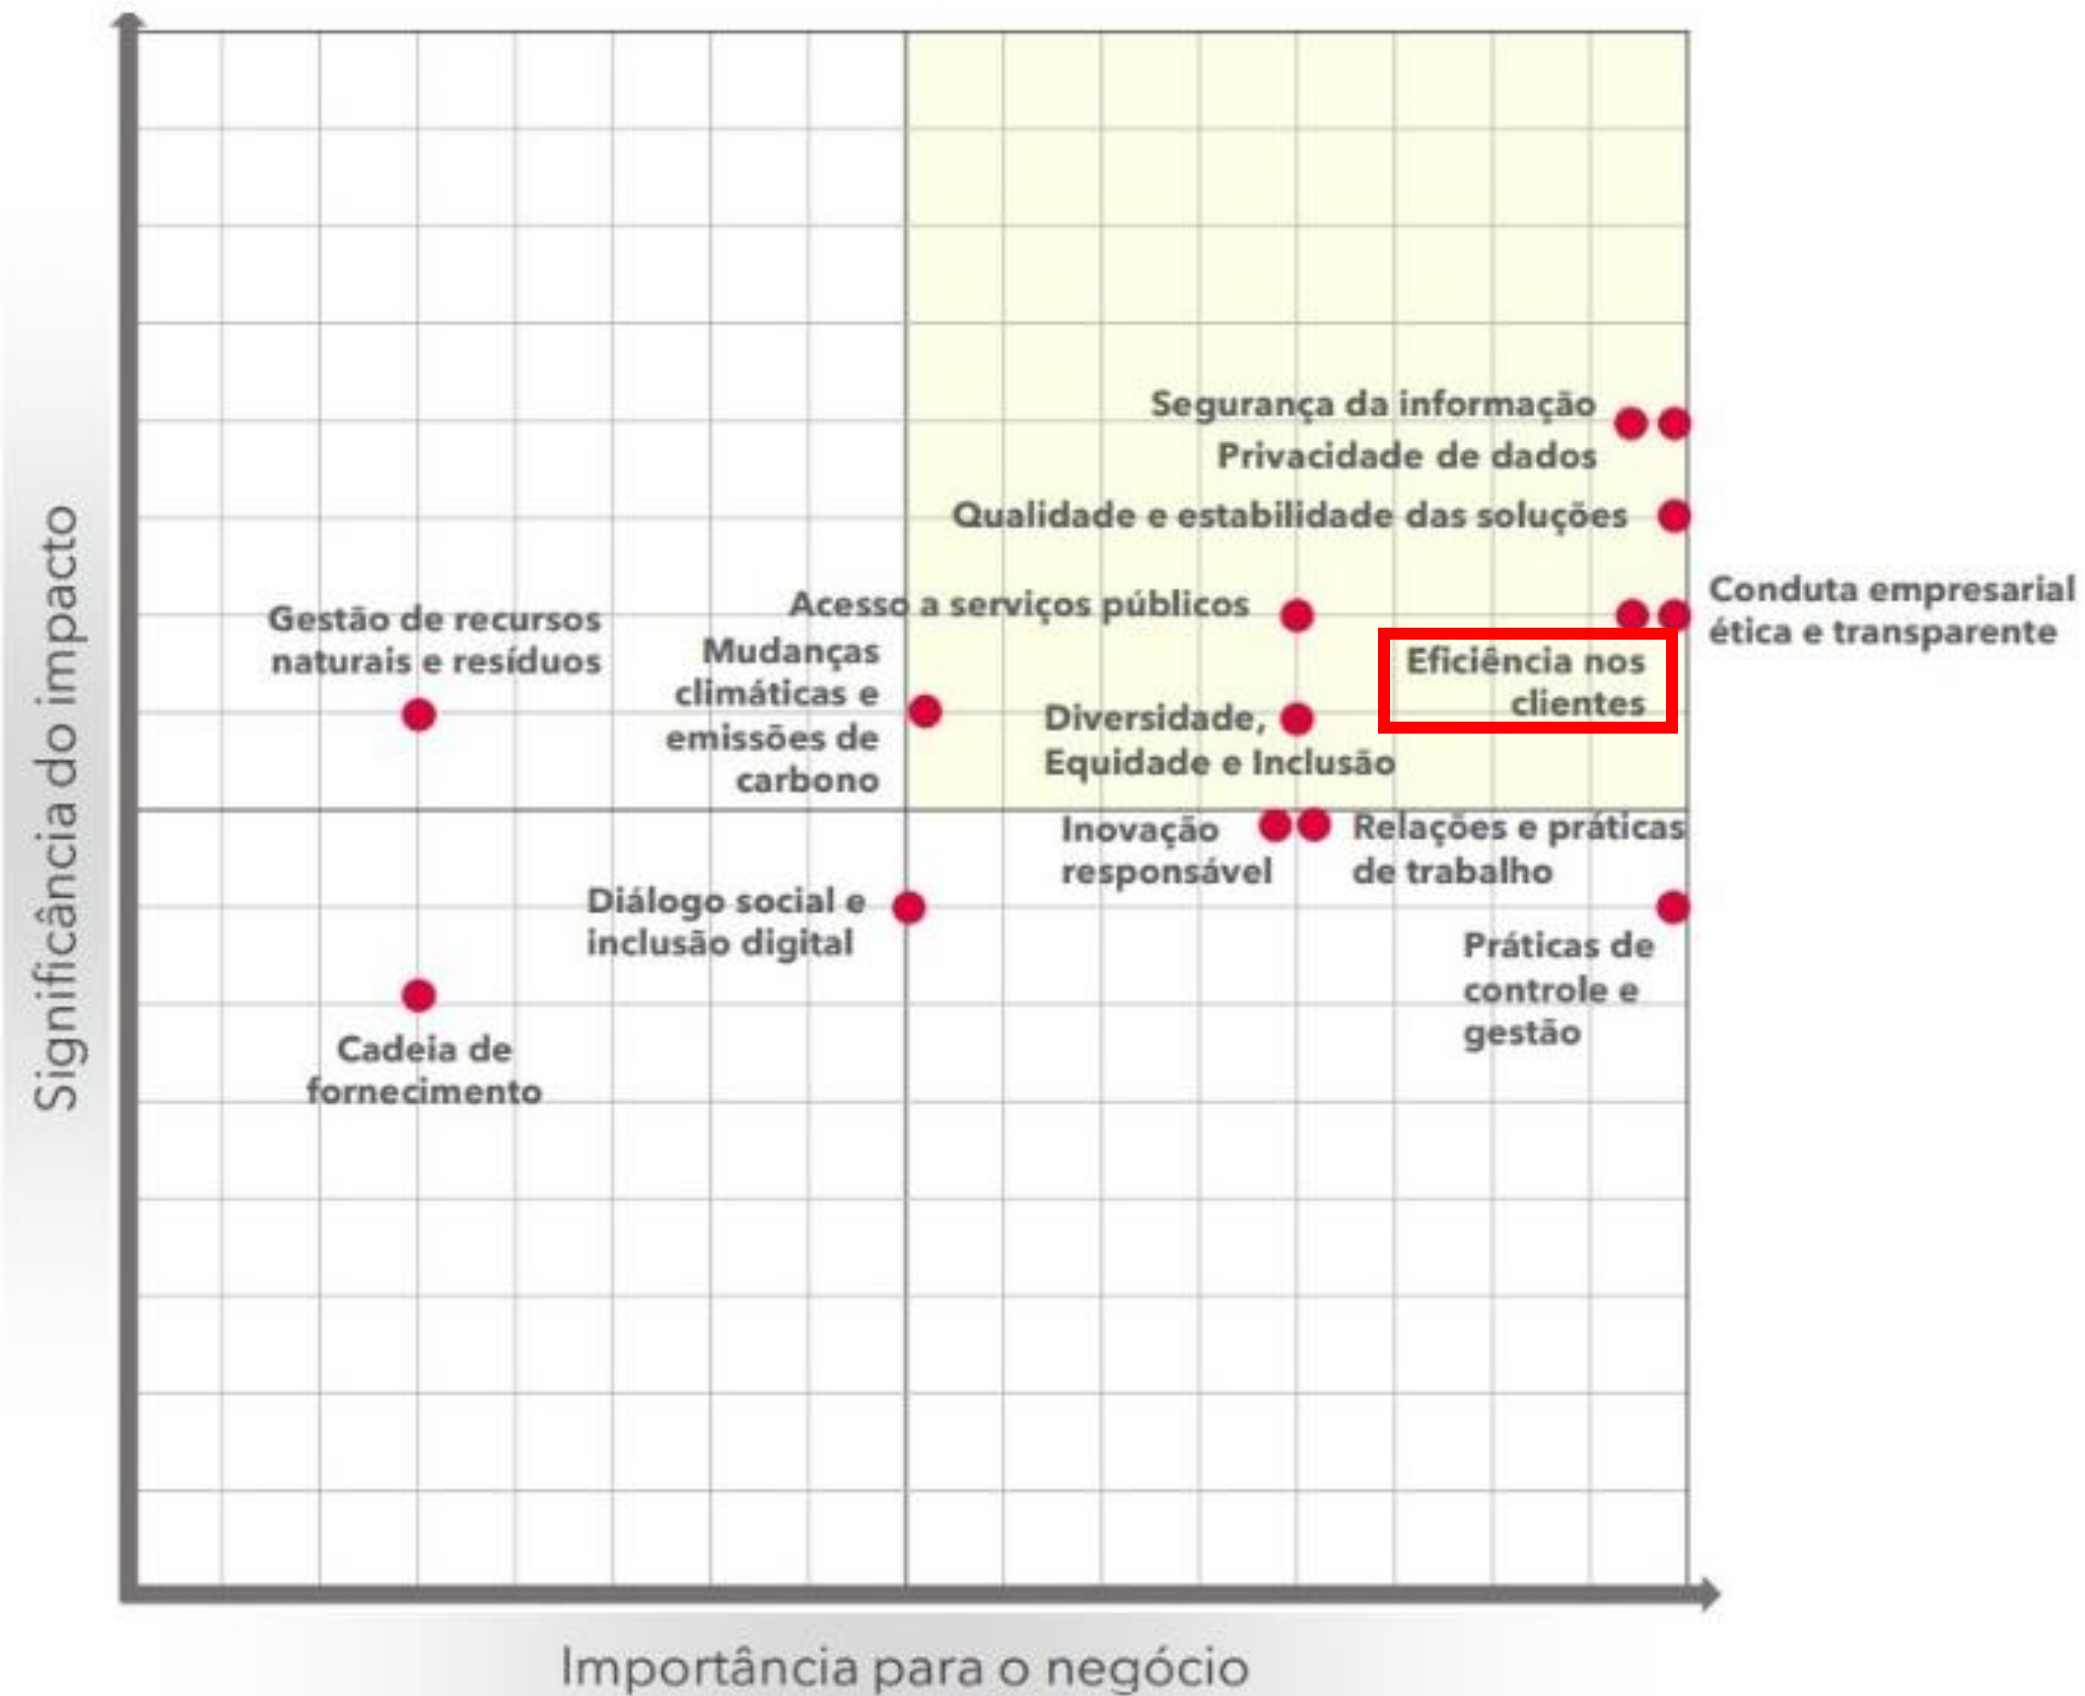 Significância do impacto
Segurança da informação
Privacidade de dados
Qualidade e estabilidade das soluções
Acesso a serviços públicos
Conduta empresarial
ética e transparente
Gestão de recursos
naturais e resíduos
Mudanças
climáticas e
emissões de
carbono
Eficiência nos
clientes
Diversidade,
Equidade e Inclusão
Inovação
responsável
Relações e práticas
de trabalho
Diálogo social e
inclusão digital
Práticas de
controle e
gestão
Cadeia de
fornecimento
Importância para o negócio